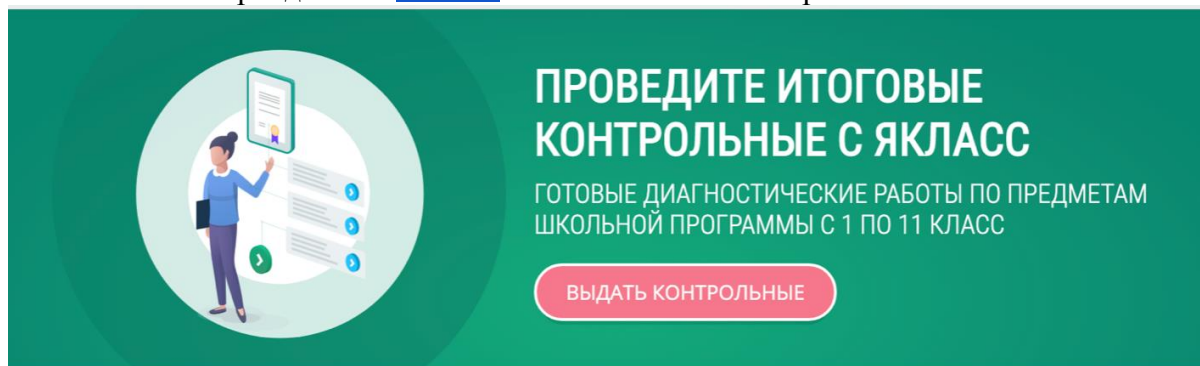 ПРОВЕДИТЕ ИТОГОВЫЕ
КОНТРОЛЬНЫЕ С ЯКЛАСС
ГОТОВЫЕ ДИАГНОСТИЧЕСКИЕ РАБОТЫ ПО ПРЕДМЕТАМ
ШКОЛЬНОЙ ПРОГРАММЫ С 1 ПО 11 КЛАСС
ВЫДАТЬ КОНТРОЛЬНЫЕ